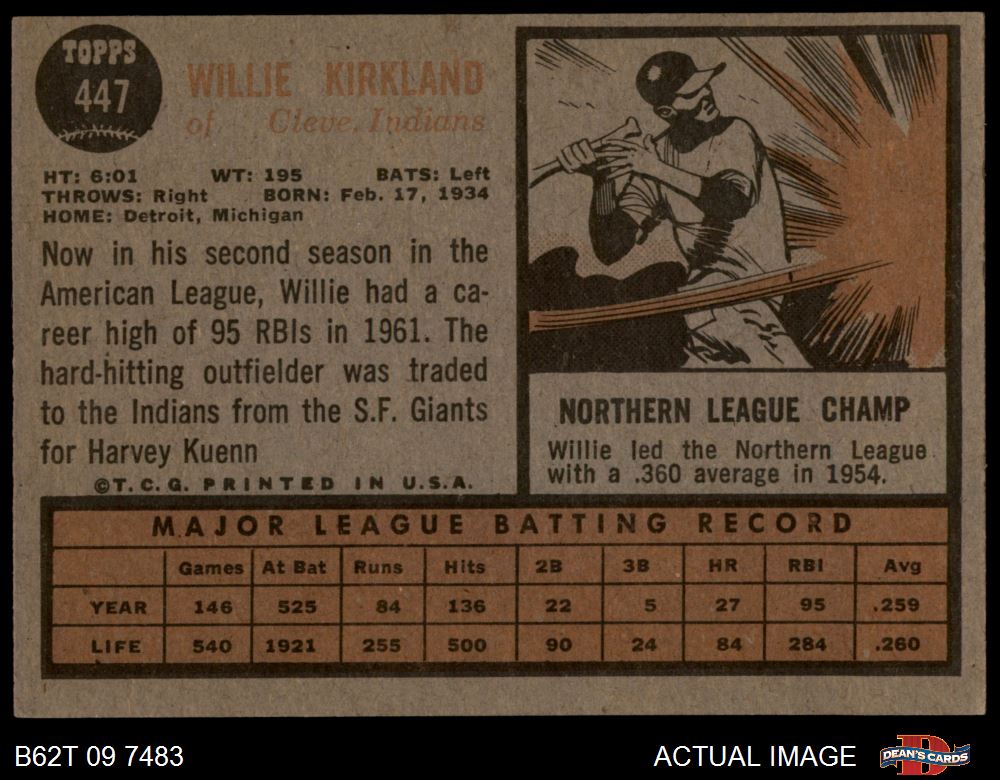 TOPPS
447
WILLIE KIRKLAND
of Cleve. Indians
HT: 6:01 WT: 195 BATS: Left
THROWS: Right BORN: Feb. 17, 1934
HOME: Detroit, Michigan
Now in his second season in the
American League, Willie had a ca-
reer high of 95 RBIs in 1961. The
hard-hitting outfielder was traded
to the Indians from the S.F. Giants
for Harvey Kuenn
©T. C. G. PRINTED IN U.S.A.
NORTHERN LEAGUE CHAMP
Willie led the Northern League
with a .360 average in 1954.
MAJOR LEAGUE BATTING RECORD
Games At Bat Runs Hits 2B 3B HR RBI Avg
YEAR 146 525 84 136 22 5 27 95 .259
LIFE 540 1921 255 500 90 24 84 284 .260
B62T 09 7483
ACTUAL IMAGE
DEAN'S CARDS